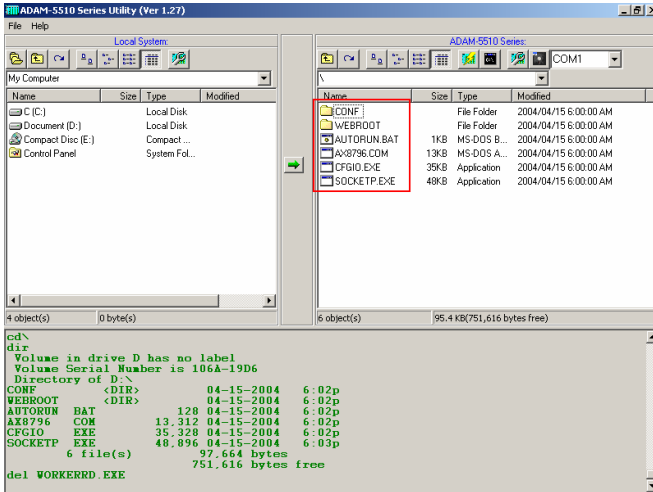 ADAM-5510 Series Utility (Ver 1.27)
File Help
Local System:
My Computer
Name Size Type Modified
C (C:) Local Disk
Document (D:) Local Disk
Compact Disc (E:) Compact ...
Control Panel System Fol...
4 object(s) 0 byte(s)
ADAM-5510 Series:
COM1
\
Name Size Type Modified
CONF File Folder 2004/04/15 6:00:00 AM
WEBROOT File Folder 2004/04/15 6:00:00 AM
AUTORUN.BAT 1KB MS-DOS B... 2004/04/15 6:00:00 AM
AX8796.COM 13KB MS-DOS A... 2004/04/15 6:00:00 AM
CFGIO.EXE 35KB Application 2004/04/15 6:00:00 AM
SOCKETP.EXE 48KB Application 2004/04/15 6:00:00 AM
6 object(s) 95.4 KB(751,616 bytes free)
cd\
dir
Volume in drive D has no label
Volume Serial Number is 106A-19D6
Directory of D:\
CONF <DIR> 04-15-2004 6:02p
WEBROOT <DIR> 04-15-2004 6:02p
AUTORUN BAT 128 04-15-2004 6:02p
AX8796 COM 13,312 04-15-2004 6:02p
CFGIO EXE 35,328 04-15-2004 6:02p
SOCKETP EXE 48,896 04-15-2004 6:03p
6 file(s) 97,664 bytes
751,616 bytes free
del WORKERRD.EXE